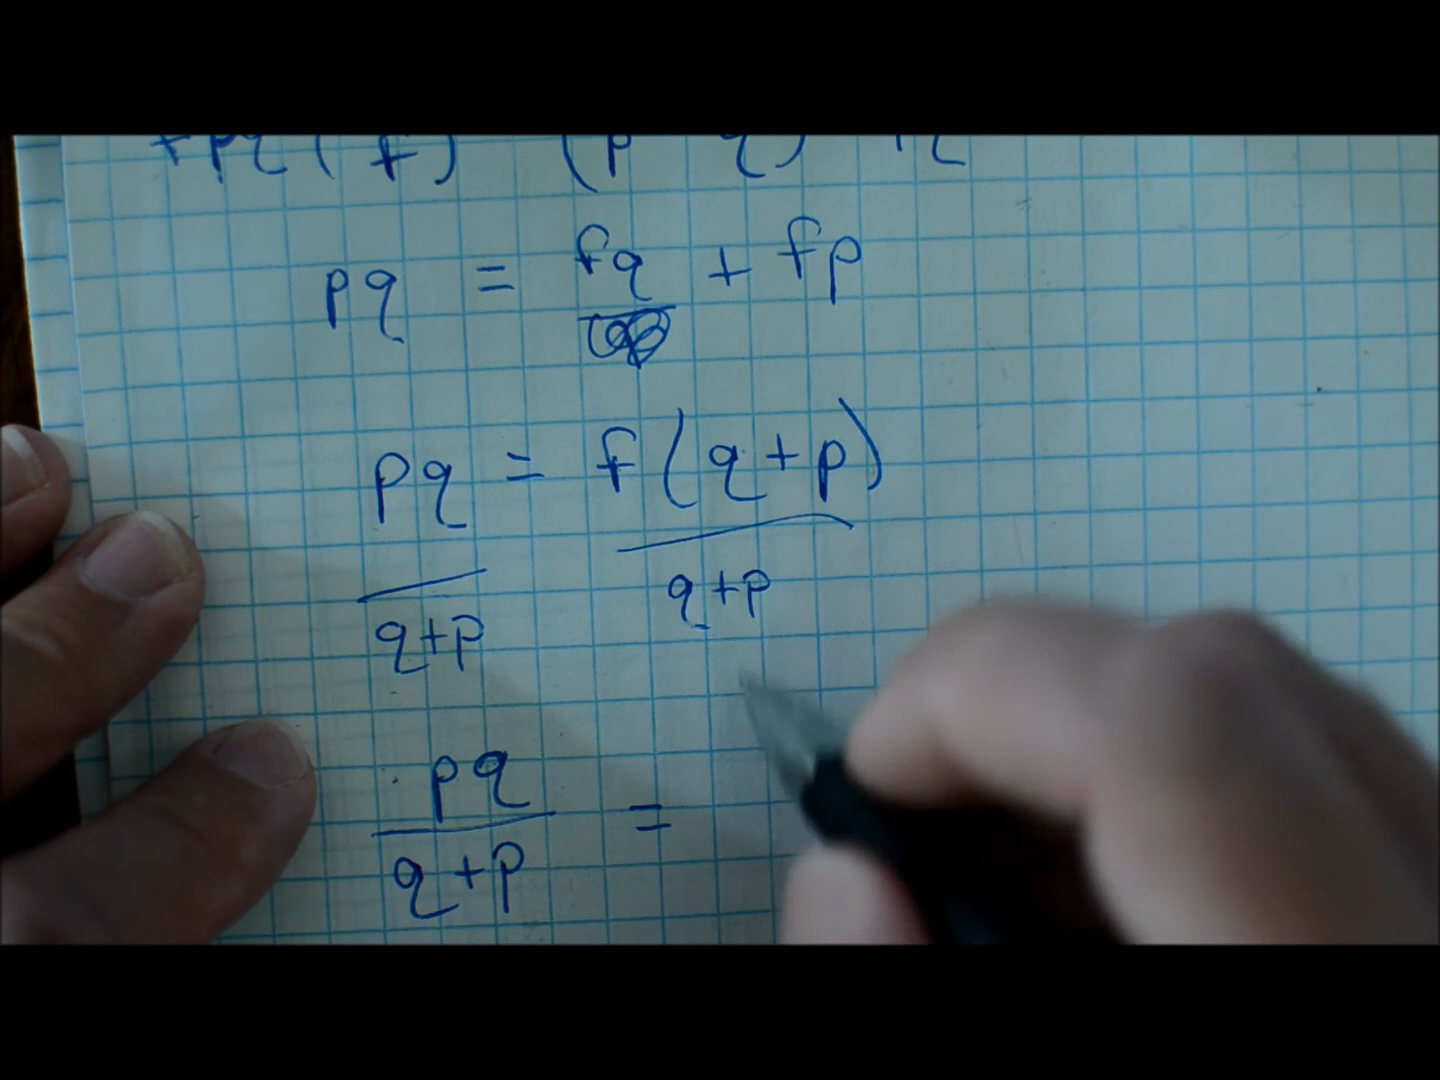 pq = fq + fp
pq = f(q+p)
q+p q+p
pq
q+p =